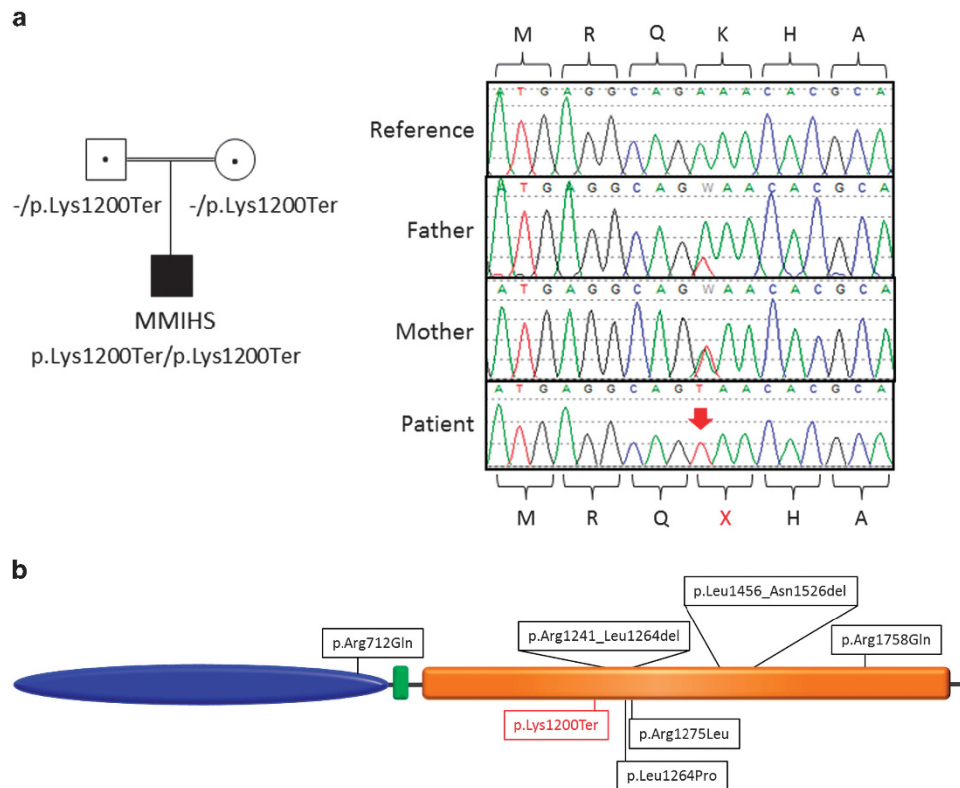 a
M R Q K H A
Reference
A T G A G G C A G A A A C A C G C A
Father
A T G A G G C A G W A A C A C G C A
Mother
A T G A G G C A G W A A C A C G C A
Patient
A T G A G G C A G T A A C A C G C A
M R Q X H A
-/p.Lys1200Ter -/p.Lys1200Ter
MMIHS
p.Lys1200Ter/p.Lys1200Ter
b
p.Leu1456_Asn1526del
p.Arg712Gln
p.Arg1241_Leu1264del
p.Arg1758Gln
p.Lys1200Ter
p.Arg1275Leu
p.Leu1264Pro